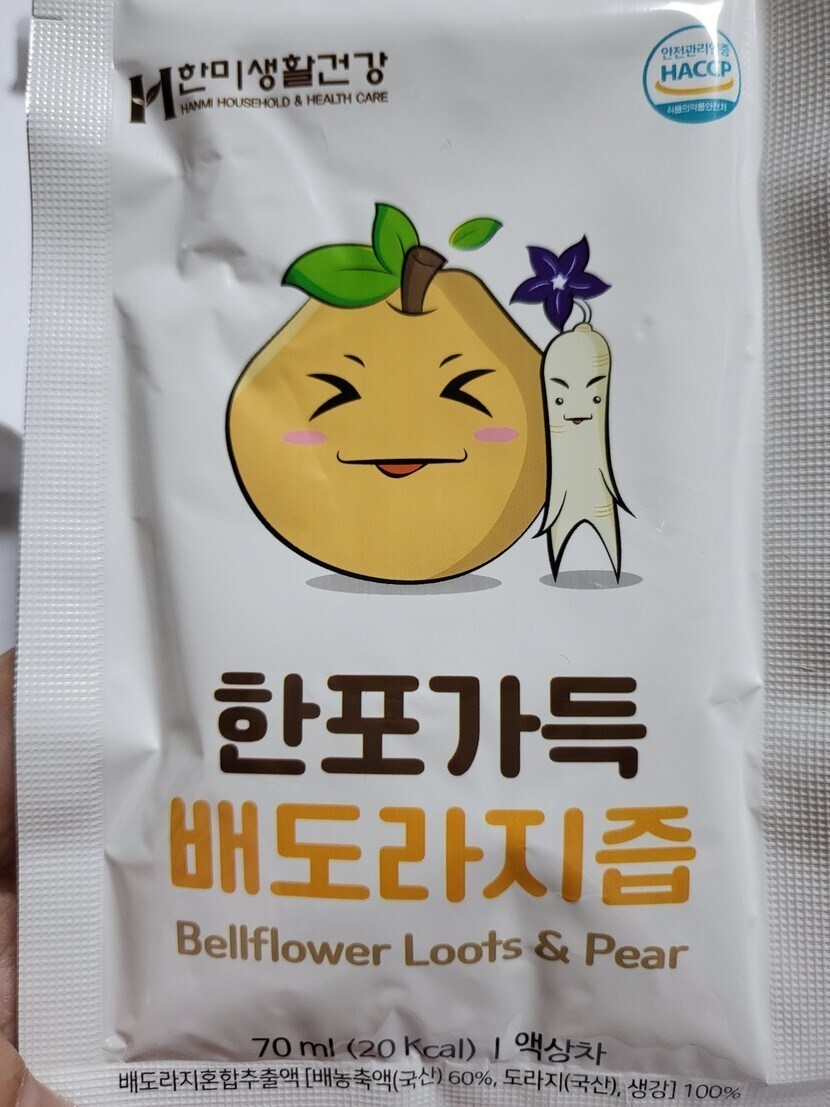 한미생활건강
HANMI HOUSEHOLD & HEALTH CARE
안전관리인증
HACCP
식품의약품안전처
한포가득
배도라지즙
Bellflower Loots & Pear
70 ml (20 Kcal) | 액상차
배도라지혼합추출액 [배농축액(국산) 60%, 도라지(국산), 생강] 100%